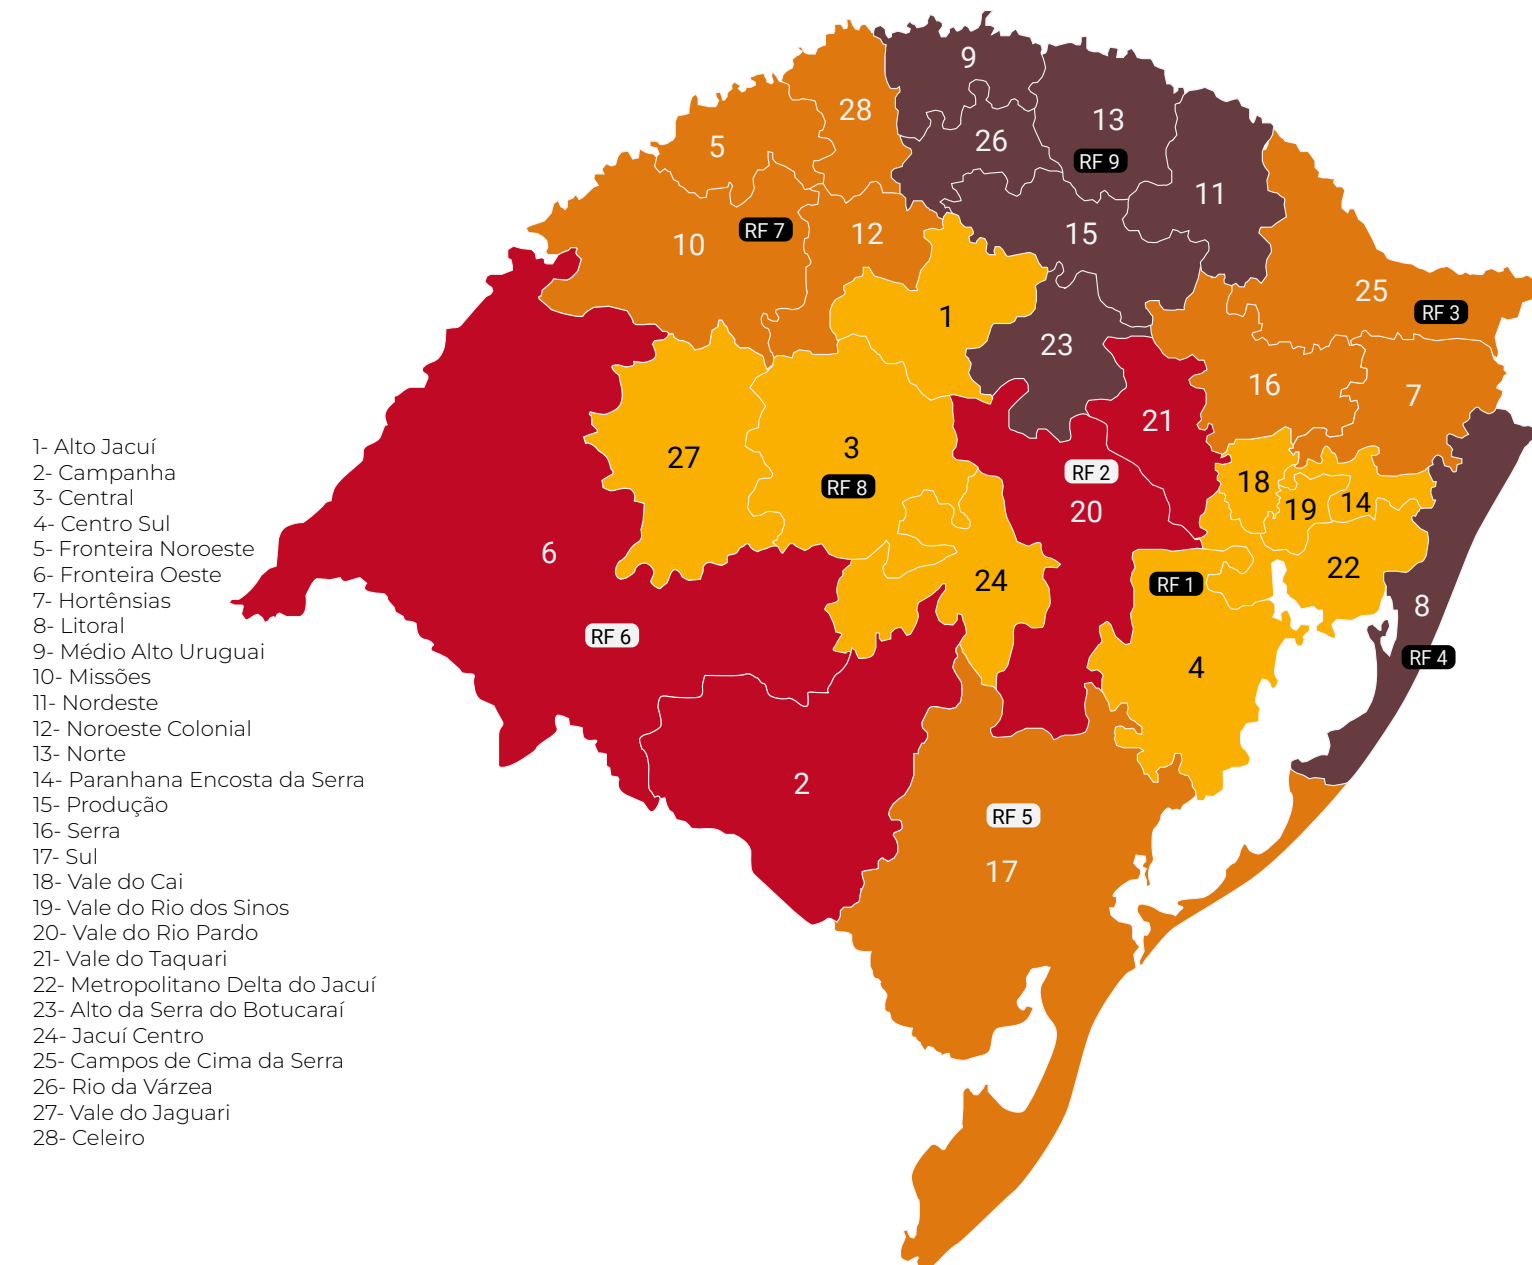 9
28
13
26
5
RF 9
11
RF 7
12
15
10
25
RF 3
1
23
16
7
21
1- Alto Jacuí
2- Campanha
3- Central
4- Centro Sul
5- Fronteira Noroeste
6- Fronteira Oeste
7- Hortênsias
8- Litoral
9- Médio Alto Uruguai
10- Missões
11- Nordeste
12- Noroeste Colonial
13- Norte
14- Paranhana Encosta da Serra
15- Produção
16- Serra
17- Sul
18- Vale do Cai
19- Vale do Rio dos Sinos
20- Vale do Rio Pardo
21- Vale do Taquari
22- Metropolitano Delta do Jacuí
23- Alto da Serra do Botucaraí
24- Jacuí Centro
25- Campos de Cima da Serra
26- Rio da Várzea
27- Vale do Jaguari
28- Celeiro
27
3
RF 8
RF 2
20
18
19
14
6
24
RF 1
22
8
RF 6
RF 4
4
2
RF 5
17